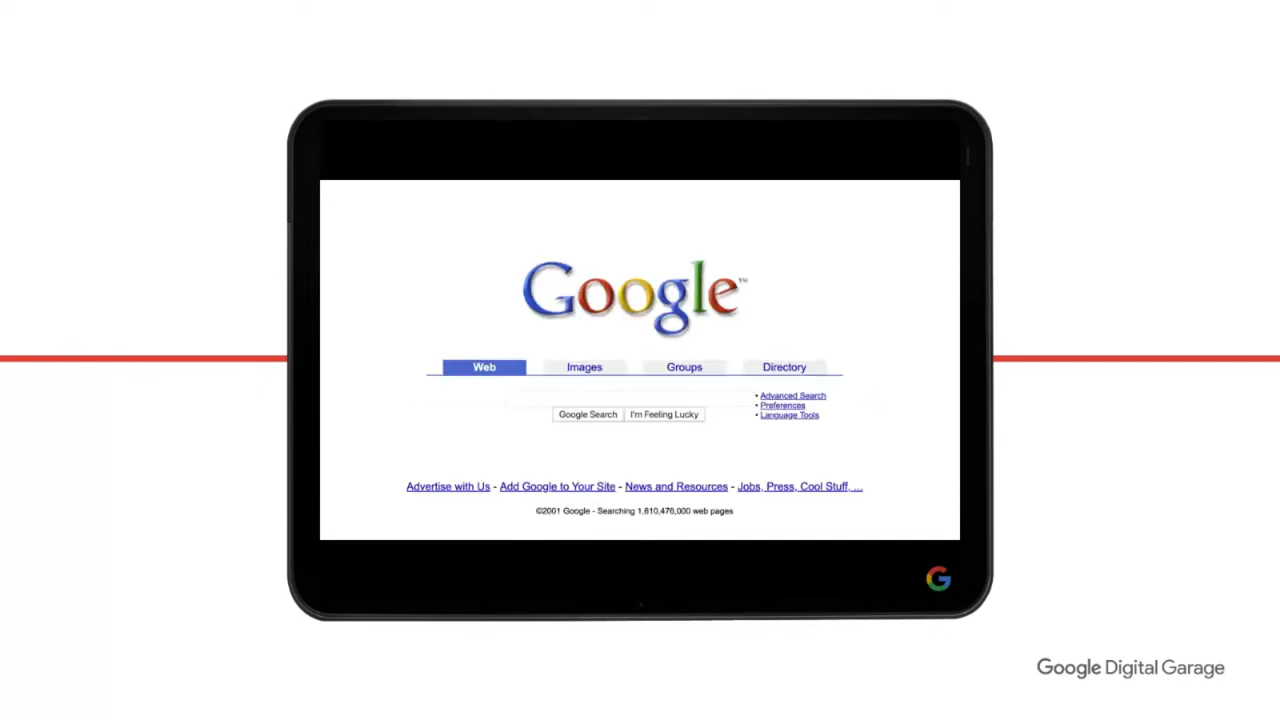 Google™
Web Images Groups Directory
• Advanced Search
• Preferences
• Language Tools
Google Search I'm Feeling Lucky
Advertise with Us - Add Google to Your Site - News and Resources - Jobs, Press, Cool Stuff, ...
©2001 Google - Searching 1,610,476,000 web pages
G
Google Digital Garage